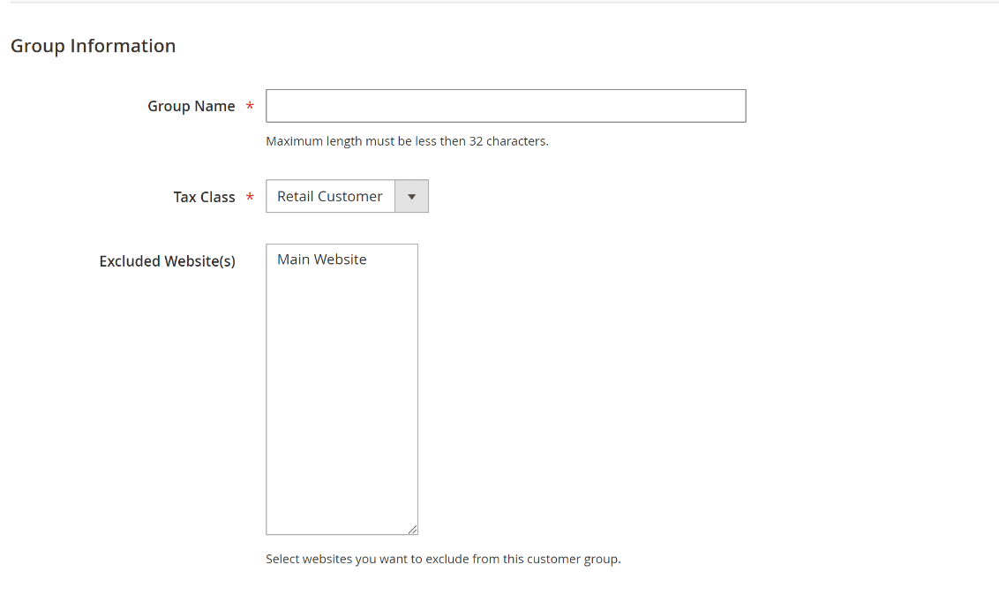 Group Information
Group Name *
Maximum length must be less then 32 characters.
Tax Class *
Retail Customer
Excluded Website(s)
Main Website
Select websites you want to exclude from this customer group.